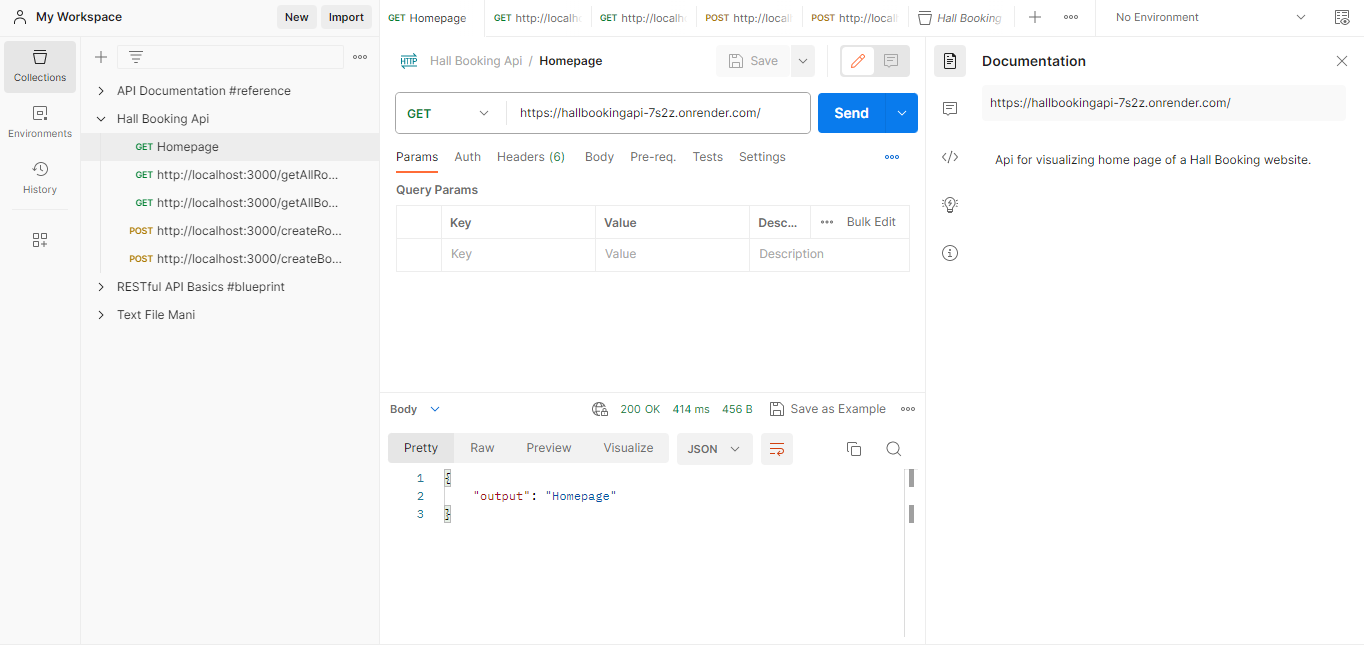 My Workspace
New
Import
GET Homepage
GET http://localh
GET http://localh
POST http://local
POST http://local
Hall Booking
No Environment
Collections
Environments
History
API Documentation #reference
Hall Booking Api
GET Homepage
GET http://localhost:3000/getAllRo...
GET http://localhost:3000/getAllBo...
POST http://localhost:3000/createRo...
POST http://localhost:3000/createBo...
RESTful API Basics #blueprint
Text File Mani
HTTP Hall Booking Api / Homepage
Save
GET https://hallbookingapi-7s2z.onrender.com/
Send
Params Auth Headers (6) Body Pre-req. Tests Settings
Query Params
Key Value Desc... Bulk Edit
Key Value Description
Body 200 OK 414 ms 456 B Save as Example
Pretty Raw Preview Visualize JSON
1 {
2 "output": "Homepage"
3 }
Documentation
https://hallbookingapi-7s2z.onrender.com/
Api for visualizing home page of a Hall Booking website.